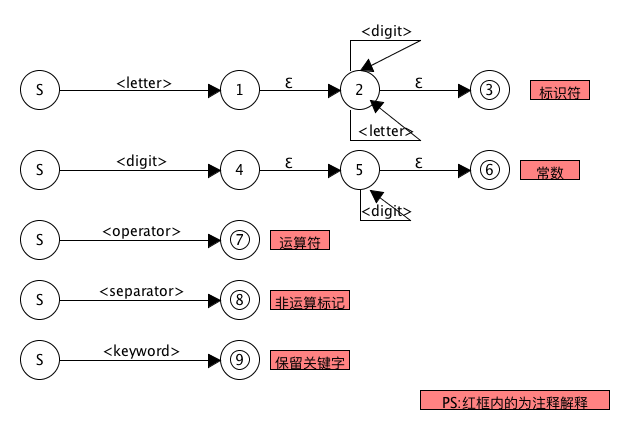 <digit>
S <letter> 1 ε 2 ε 3 标识符
<letter>
S <digit> 4 ε 5 ε 6 常数
<digit>
S <operator> 7 运算符
S <separator> 8 非运算标记
S <keyword> 9 保留关键字
PS:红框内的为注释解释